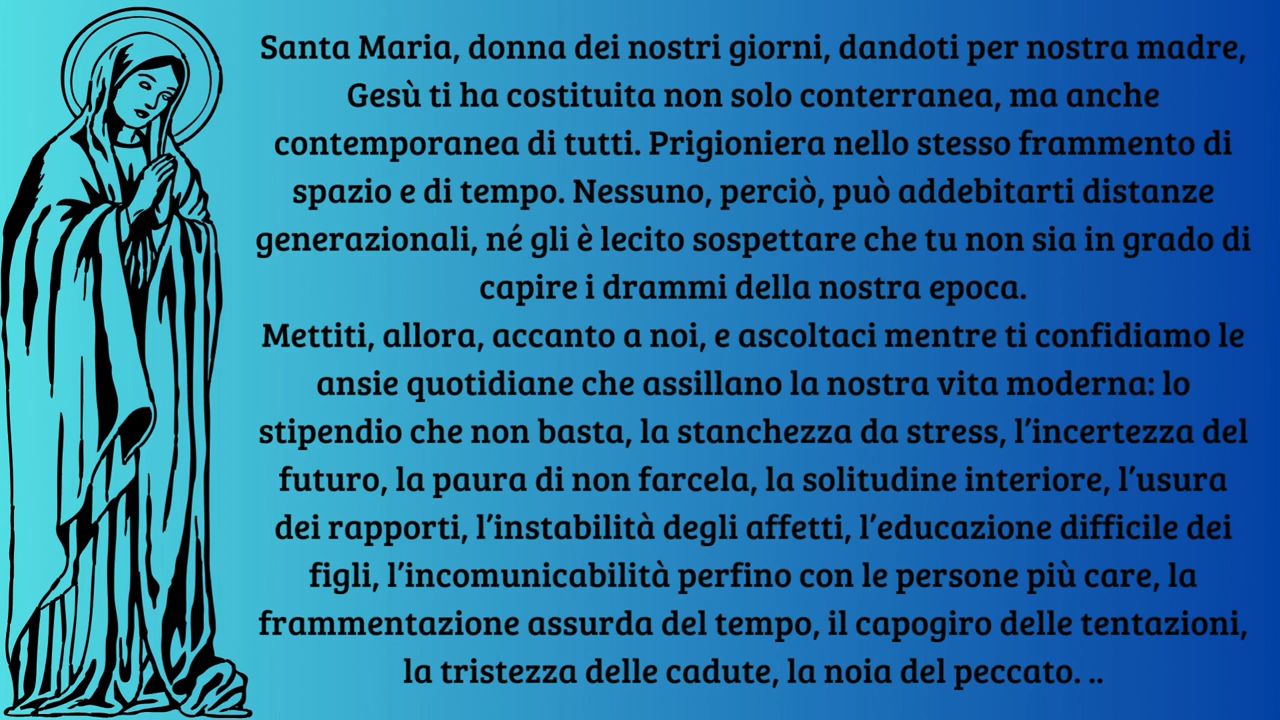 Santa Maria, donna dei nostri giorni, dandoti per nostra madre,
Gesù ti ha costituita non solo conterranea, ma anche
contemporanea di tutti. Prigioniera nello stesso frammento di
spazio e di tempo. Nessuno, perciò, può addebitarti distanze
generazionali, né gli è lecito sospettare che tu non sia in grado di
capire i drammi della nostra epoca.
Mettiti, allora, accanto a noi, e ascoltaci mentre ti confidiamo le
ansie quotidiane che assillano la nostra vita moderna: lo
stipendio che non basta, la stanchezza da stress, l’incertezza del
futuro, la paura di non farcela, la solitudine interiore, l’usura
dei rapporti, l’instabilità degli affetti, l’educazione difficile dei
figli, l’incomunicabilità perfino con le persone più care, la
frammentazione assurda del tempo, il capogiro delle tentazioni,
la tristezza delle cadute, la noia del peccato. ..